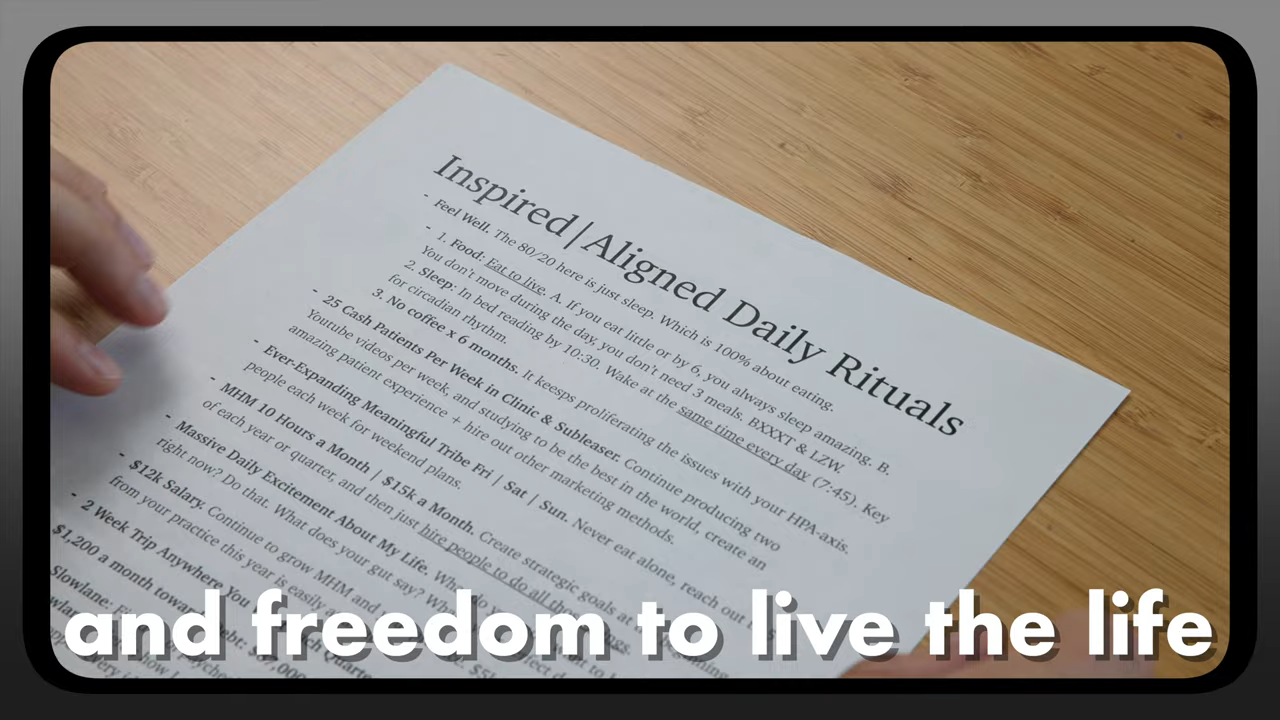 Inspired|Aligned Daily Rituals
- Feel Well. The 80/20 here is just sleep. Which is 100% about eating.
- 1. Food: Eat to live. A. If you eat little or by 6, you always sleep amazing. B.
You don't move during the day, you don't need 3 meals. BXXXT & LZW.
2. Sleep: In bed reading by 10:30. Wake at the same time every day (7:45). Key
for circadian rhythm.
3. No coffee x 6 months. It keesps proliferating the issues with your HPA-axis.
- 25 Cash Patients Per Week in Clinic & Subleaser. Continue producing two
Youtube videos per week, and studying to be the best in the world, create an
amazing patient experience + hire out other marketing methods.
- Ever-Expanding Meaningful Tribe Fri | Sat | Sun. Never eat alone, reach out
people each week for weekend plans.
- MHM 10 Hours a Month | $15k a Month. Create strategic goals at
of each year or quarter, and then just hire people to do all
- Massive Daily Excitement About My Life. What do
right now? Do that. What does your gut say?
- $12k Salary. Continue to grow MHM and
from your practice this year is easily
- 2 Week Trip Anywhere You
$1,200 a month
Slowlane:
and freedom to live the life